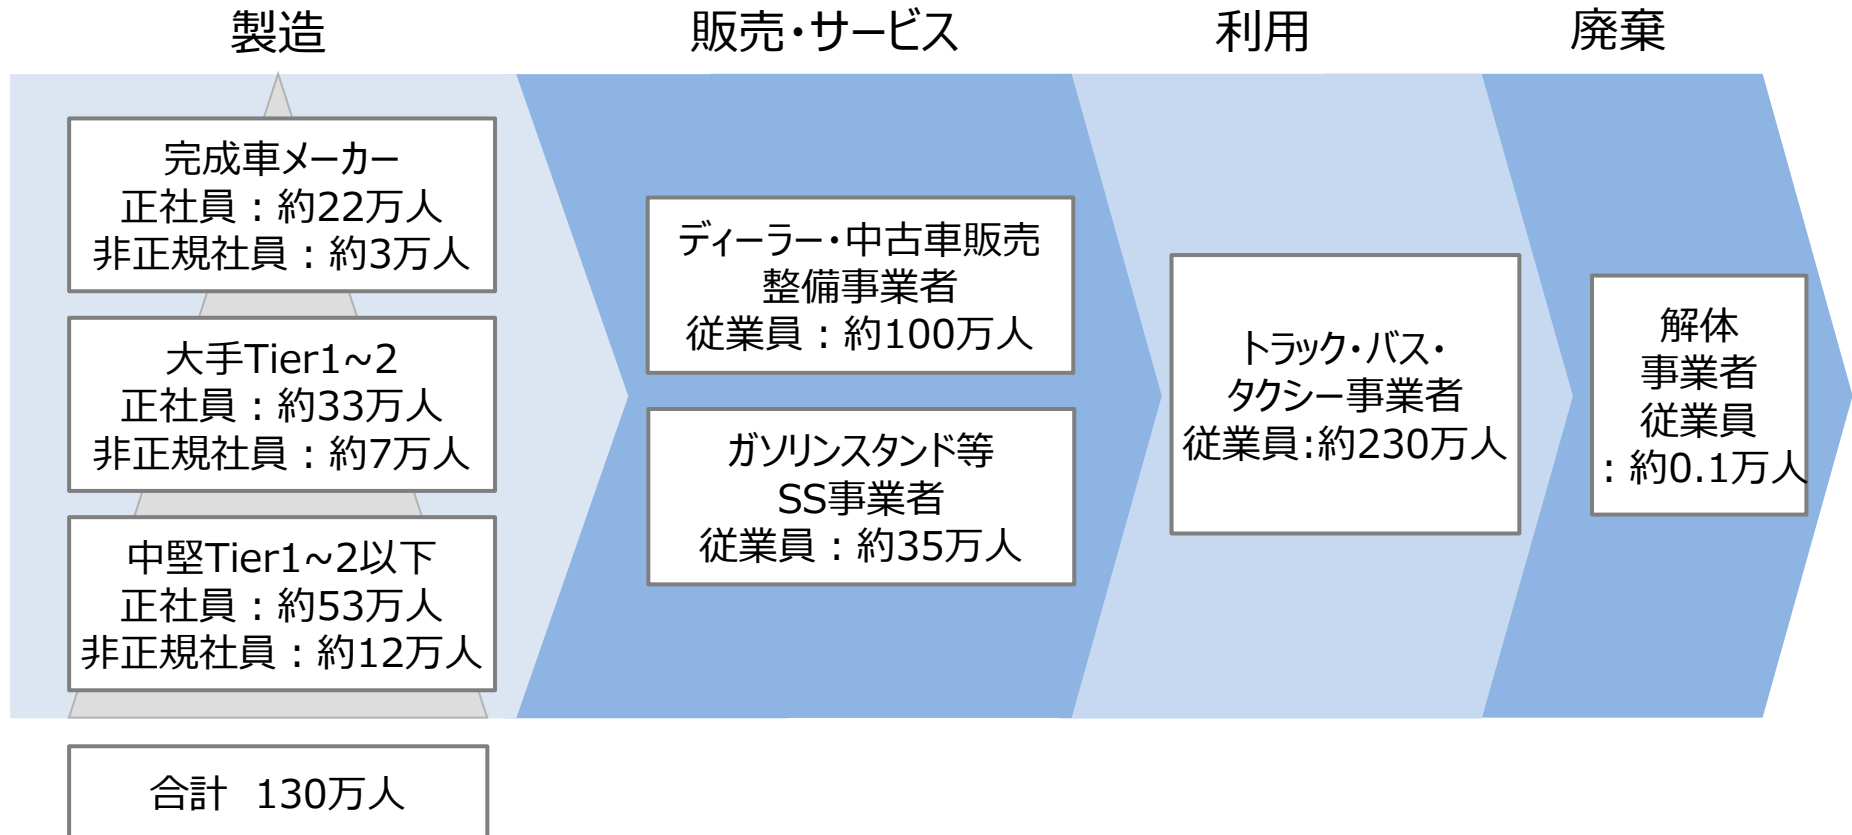 製造
販売・サービス
利用
廃棄
完成車メーカー
正社員：約22万人
非正規社員：約3万人
大手Tier1~2
正社員：約33万人
非正規社員：約7万人
中堅Tier1~2以下
正社員：約53万人
非正規社員：約12万人
合計 130万人
ディーラー・中古車販売
整備事業者
従業員：約100万人
ガソリンスタンド等
SS事業者
従業員：約35万人
トラック・バス・
タクシー事業者
従業員:約230万人
解体
事業者
従業員
：約0.1万人